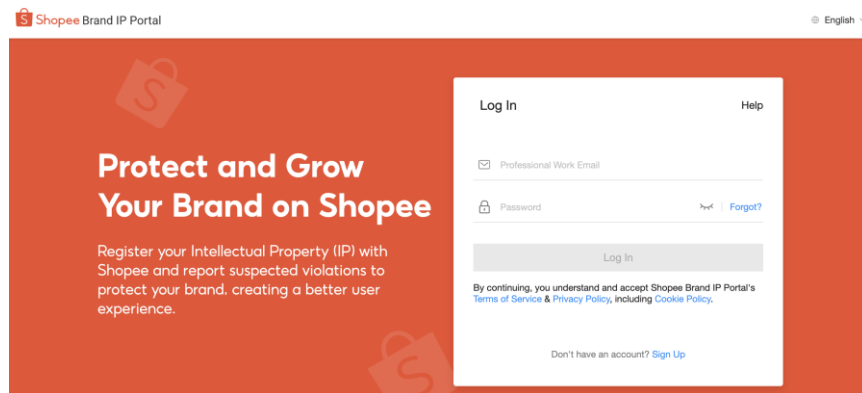 Shopee Brand IP Portal
English
Log In
Help
Protect and Grow
Your Brand on Shopee
Register your Intellectual Property (IP) with
Shopee and report suspected violations to
protect your brand. creating a better user
experience.
Professional Work Email
Password
Forgot?
Log In
By continuing, you understand and accept Shopee Brand IP Portal's
Terms of Service & Privacy Policy, including Cookie Policy.
Don't have an account? Sign Up